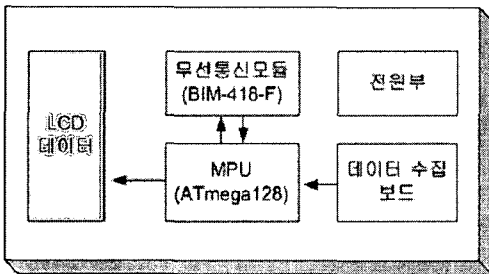 LCD
데이터
무선통신모듈
(BIM-418-F)
전원부
MPU
(ATmega128)
데이터 수집
보드